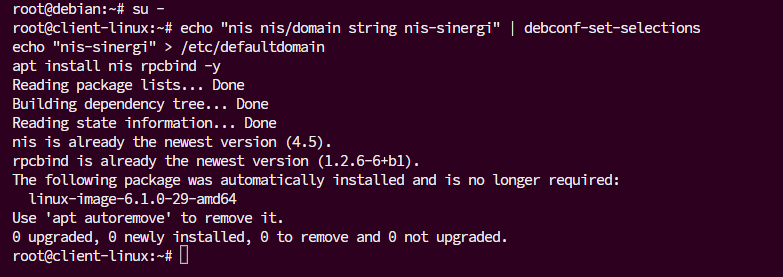 root@debian:~# su -
root@client-linux:~# echo "nis nis/domain string nis-sinergi" | debconf-set-selections
echo "nis-sinergi" > /etc/defaultdomain
apt install nis rpcbind -y
Reading package lists... Done
Building dependency tree... Done
Reading state information... Done
nis is already the newest version (4.5).
rpcbind is already the newest version (1.2.6-6+b1).
The following package was automatically installed and is no longer required:
  linux-image-6.1.0-29-amd64
Use 'apt autoremove' to remove it.
0 upgraded, 0 newly installed, 0 to remove and 0 not upgraded.
root@client-linux:~#